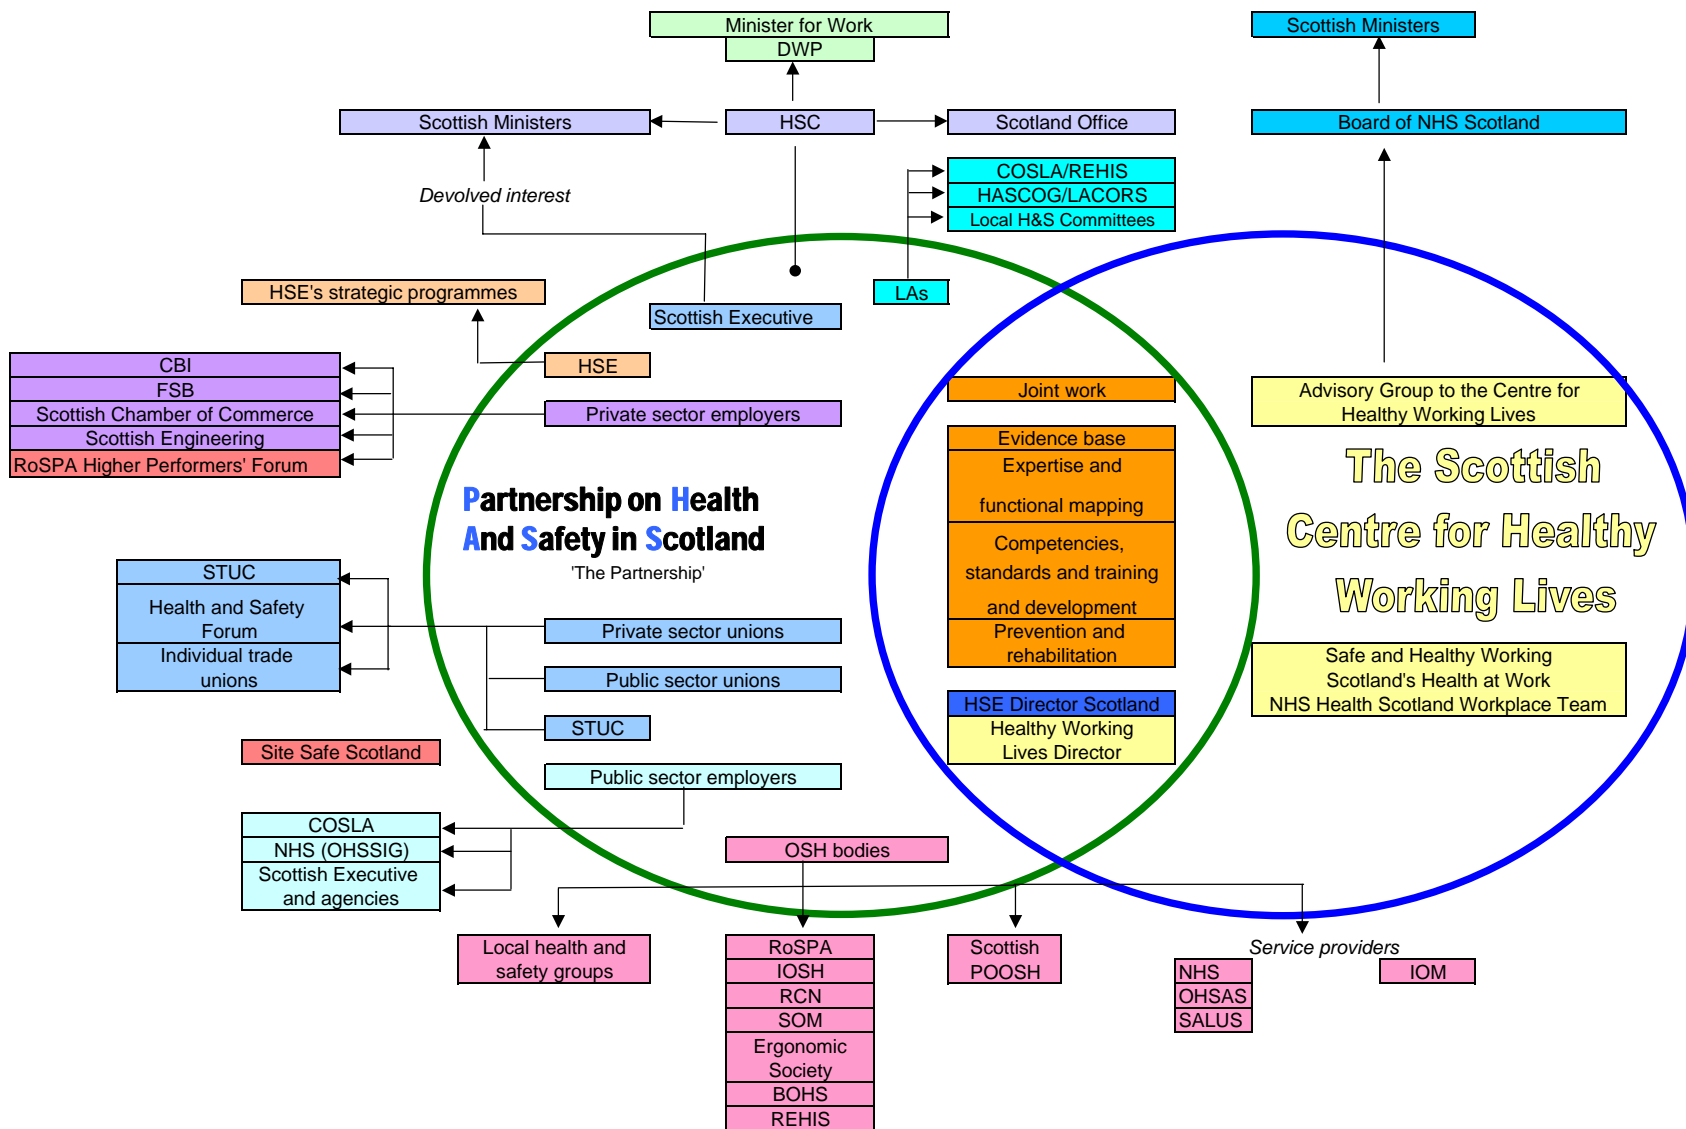 Minister for Work
DWP
Scottish Ministers
Scottish Ministers
HSC
Scotland Office
Board of NHS Scotland
Devolved interest
COSLA/REHIS
HASCOG/LACORS
Local H&S Committees
HSE's strategic programmes
LAs
Scottish Executive
HSE
CBI
FSB
Scottish Chamber of Commerce
Scottish Engineering
RoSPA Higher Performers' Forum
Private sector employers
Joint work
Advisory Group to the Centre for
Healthy Working Lives
Evidence base
Expertise and
functional mapping
Competencies,
standards and training
and development
Prevention and
rehabilitation
Partnership on Health
And Safety in Scotland
'The Partnership'
The Scottish
Centre for Healthy
Working Lives
STUC
Health and Safety
Forum
Individual trade
unions
Private sector unions
Public sector unions
STUC
HSE Director Scotland
Healthy Working
Lives Director
Safe and Healthy Working
Scotland's Health at Work
NHS Health Scotland Workplace Team
Site Safe Scotland
Public sector employers
COSLA
NHS (OHSSIG)
Scottish Executive
and agencies
OSH bodies
Local health and
safety groups
RoSPA
IOSH
RCN
SOM
Ergonomic
Society
BOHS
REHIS
Scottish
POOSH
Service providers
NHS
OHSAS
SALUS
IOM